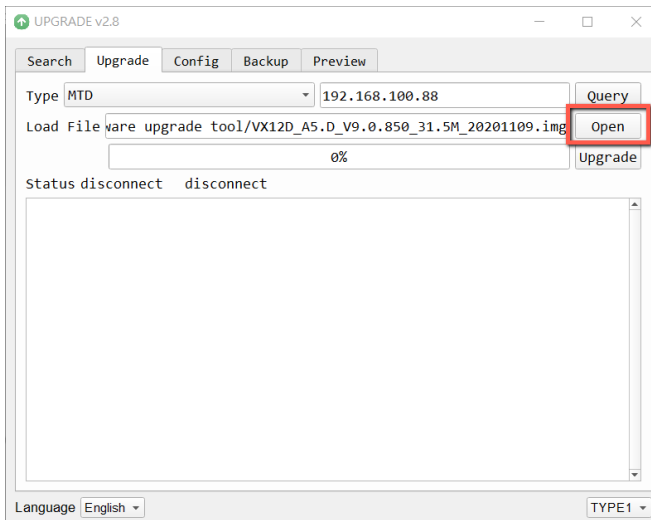 UPGRADE v2.8
Search Upgrade Config Backup Preview
Type MTD 192.168.100.88 Query
Load File ware upgrade tool/VX12D_A5.D_V9.0.850_31.5M_20201109.img Open
0% Upgrade
Status disconnect disconnect
Language English TYPE1